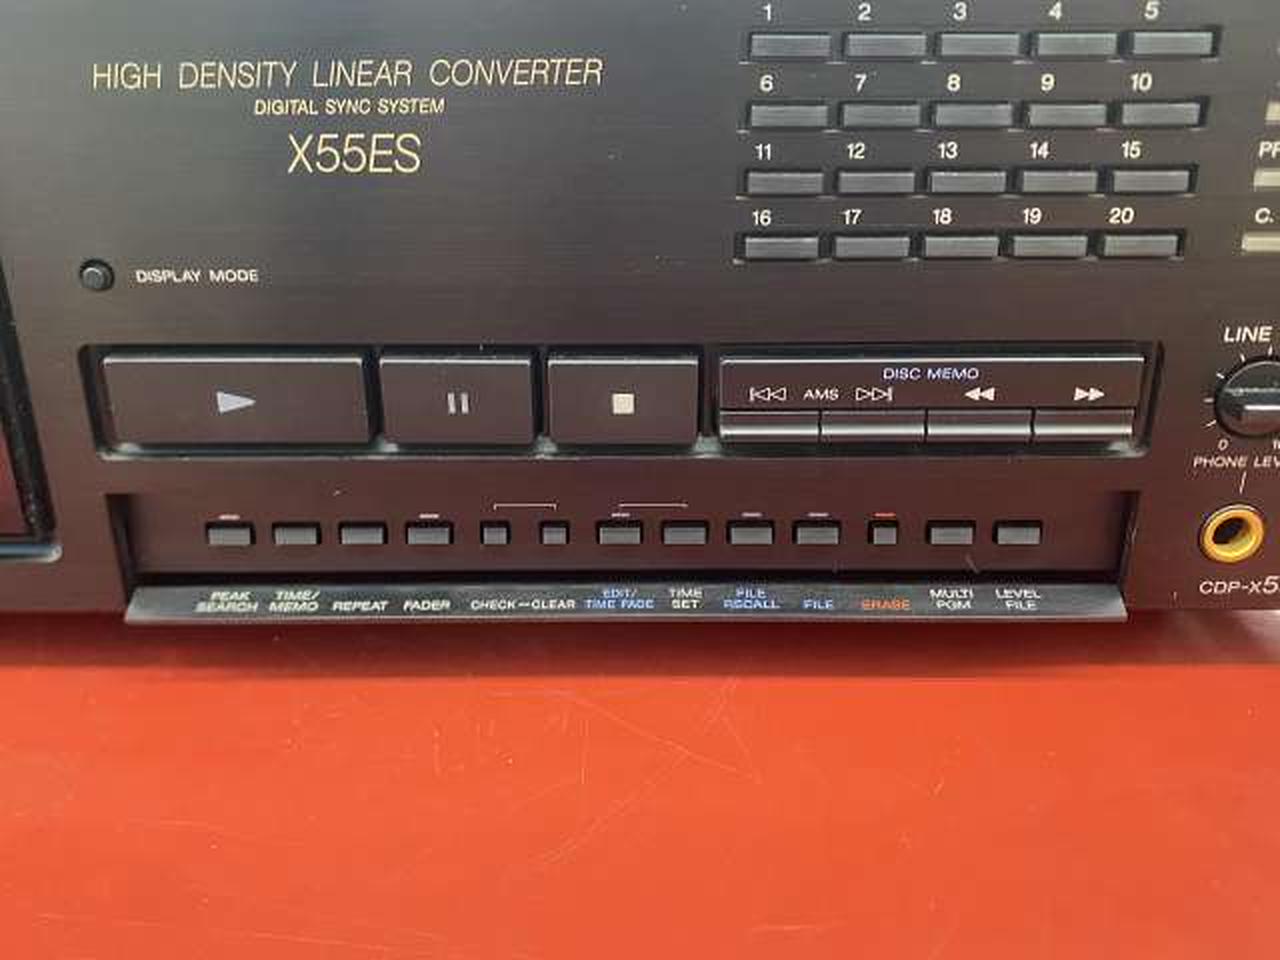 HIGH DENSITY LINEAR CONVERTER
DIGITAL SYNC SYSTEM
X55ES
1 2 3 4 5
6 7 8 9 10
11 12 13 14 15
16 17 18 19 20
C.
DISPLAY MODE
LINE
DISC MEMO
AMS
0
PHONE
CDP-X5
PEAK SEARCH
TIME/ MEMO
REPEAT
FADER
CHECK CLEAR
EDIT/ TIME FADE
TIME SET
FILE RECALL
FILE
ERASE
MULTI PGM
LEVEL FILE